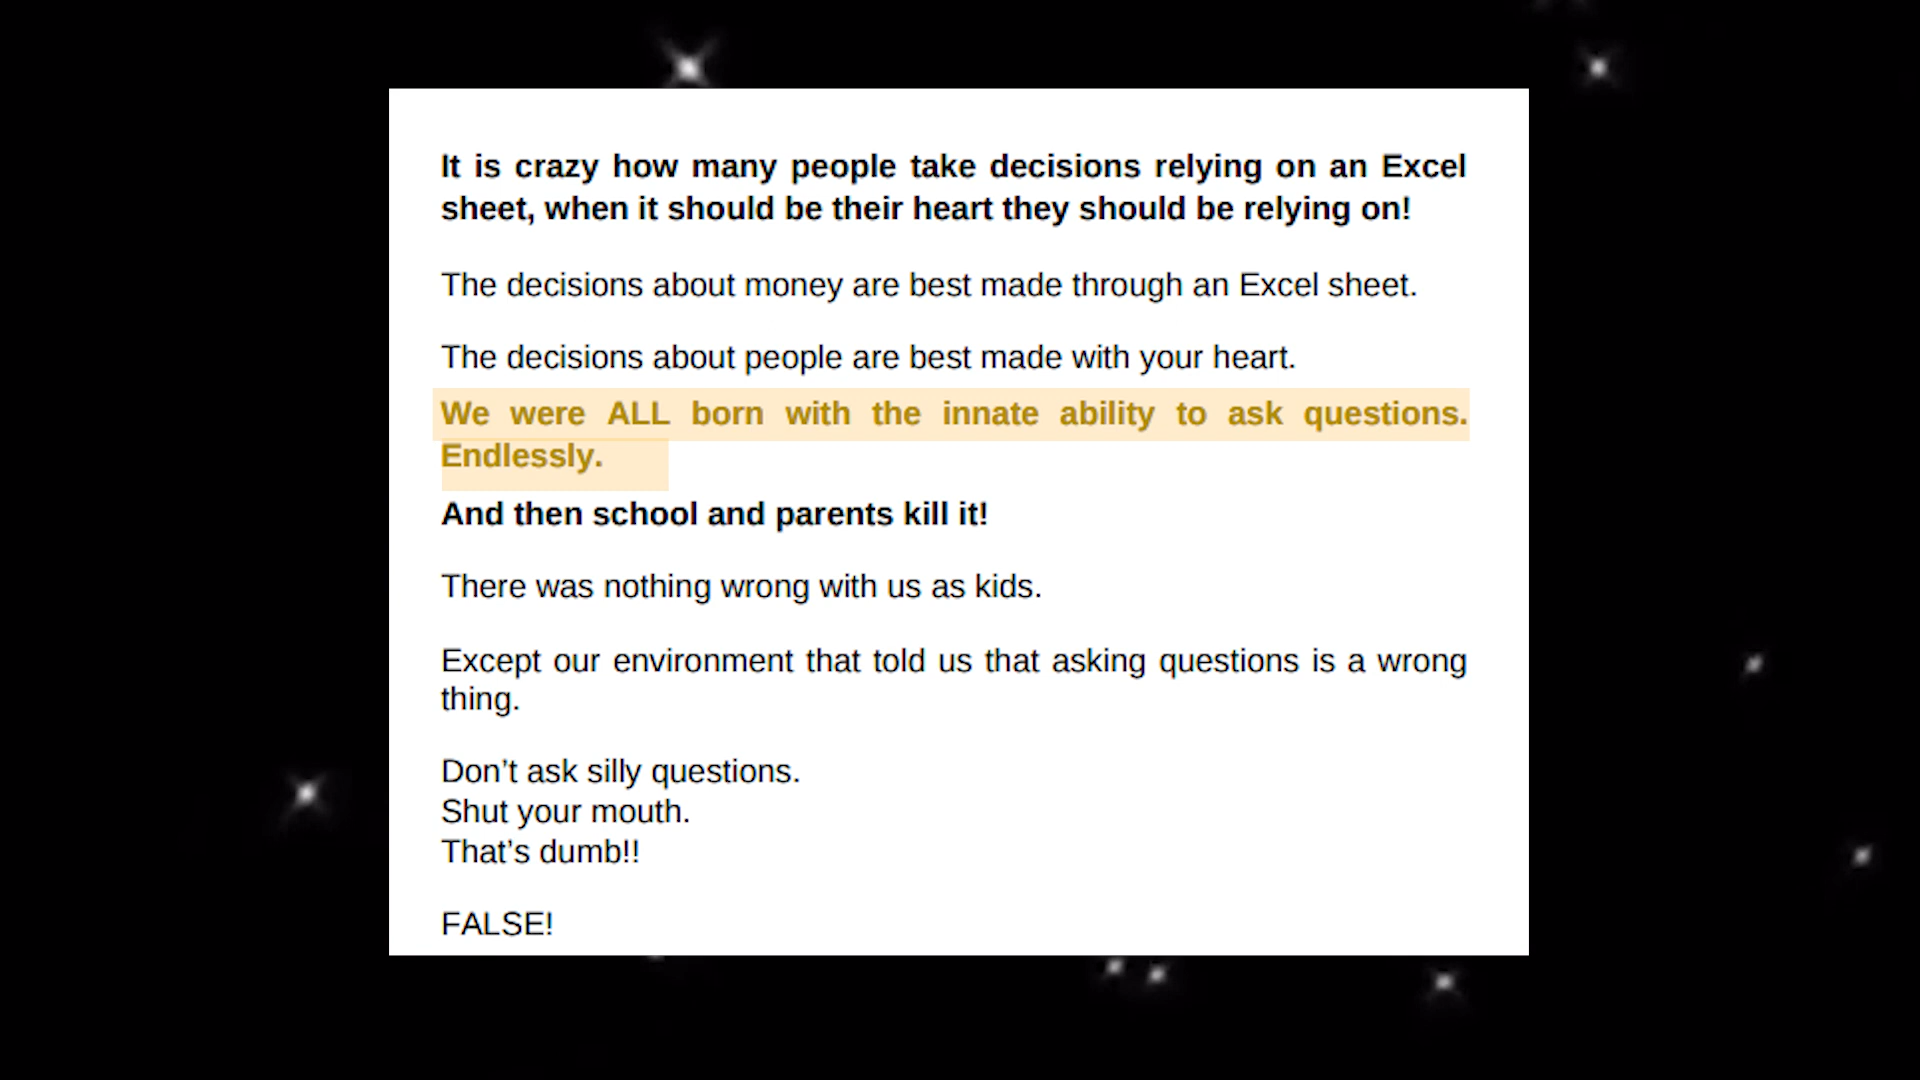 It is crazy how many people take decisions relying on an Excel
sheet, when it should be their heart they should be relying on!
The decisions about money are best made through an Excel sheet.
The decisions about people are best made with your heart.
We were ALL born with the innate ability to ask questions.
Endlessly.
And then school and parents kill it!
There was nothing wrong with us as kids.
Except our environment that told us that asking questions is a wrong
thing.
Don’t ask silly questions.
Shut your mouth.
That’s dumb!!
FALSE!